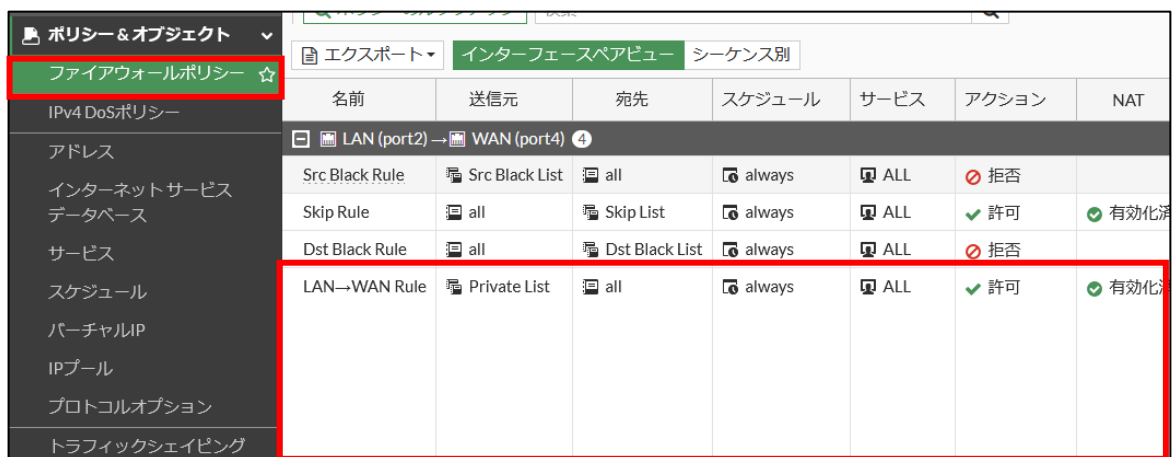 ポリシー&オブジェクト
ファイアウォールポリシー
IPv4 DoSポリシー
アドレス
インターネット サービス
データベース
サービス
スケジュール
バーチャルIP
IPプール
プロトコルオプション
トラフィックシェイピング
エクスポート インターフェースペアビュー シーケンス別
名前 送信元 宛先 スケジュール サービス アクション NAT
LAN (port2) → WAN (port4) 4
Src Black Rule Src Black List all always ALL 拒否
Skip Rule all Skip List always ALL 許可 有効化済
Dst Black Rule all Dst Black List always ALL 拒否
LAN→WAN Rule Private List all always ALL 許可 有効化済